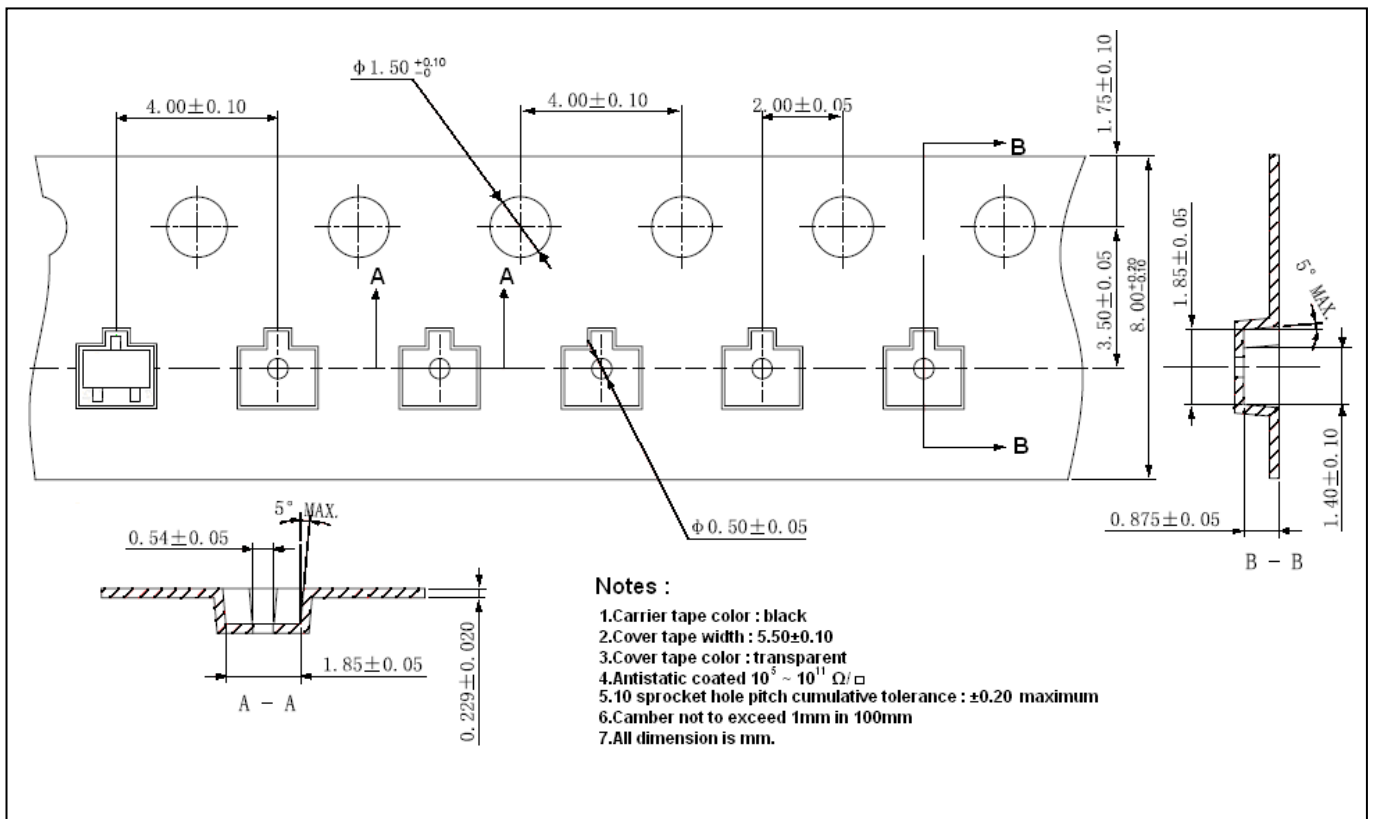 φ1.50 +0.10 -0
4.00±0.10
4.00±0.10
2.00±0.05
1.75±0.10
B
A
A
3.50±0.05
8.00 +0.20 -0.10
1.85±0.05
5° MAX.
B
1.40±0.10
0.875±0.05
B - B
5° MAX.
0.54±0.05
φ0.50±0.05
1.85±0.05
0.229±0.020
A - A
Notes :
1.Carrier tape color : black
2.Cover tape width : 5.50±0.10
3.Cover tape color : transparent
4.Antistatic coated 10⁵ ~ 10¹¹ Ω/□
5.10 sprocket hole pitch cumulative tolerance : ±0.20 maximum
6.Camber not to exceed 1mm in 100mm
7.All dimension is mm.